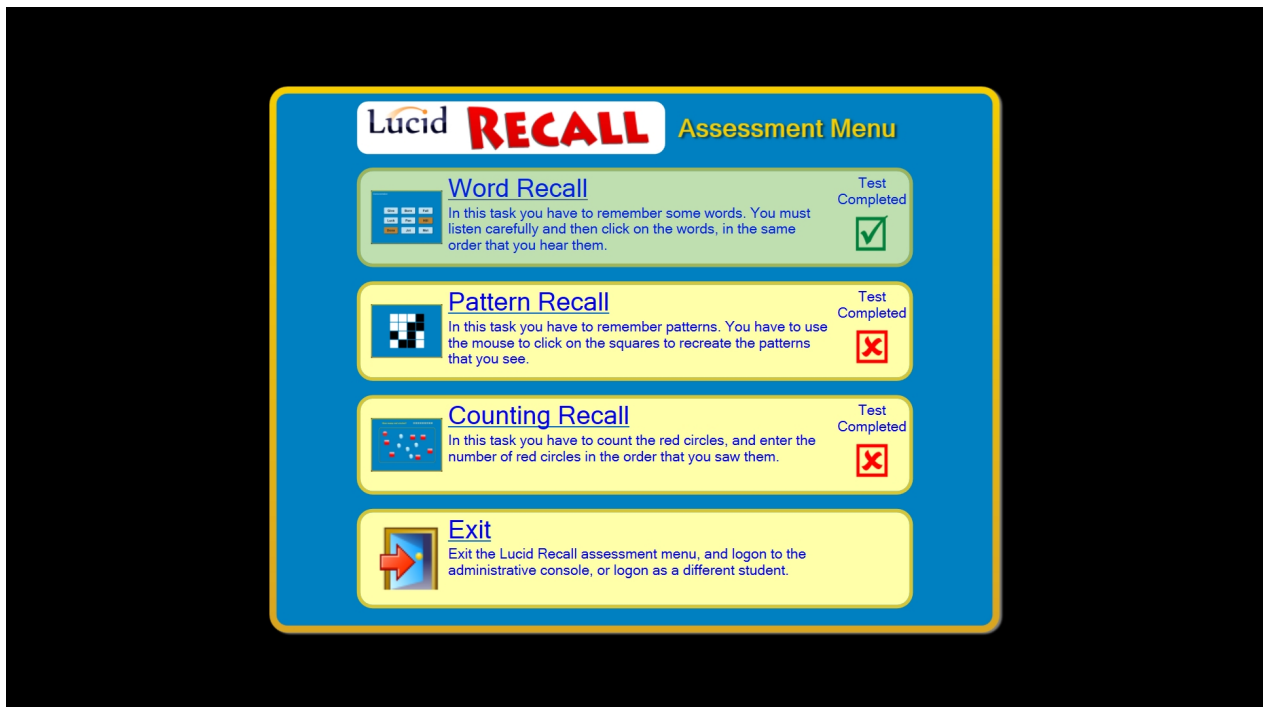 Lucid RECALL Assessment Menu
Word Recall
In this task you have to remember some words. You must
listen carefully and then click on the words, in the same
order that you hear them.
Test
Completed
Pattern Recall
In this task you have to remember patterns. You have to use
the mouse to click on the squares to recreate the patterns
that you see.
Test
Completed
Counting Recall
In this task you have to count the red circles, and enter the
number of red circles in the order that you saw them.
Test
Completed
Exit
Exit the Lucid Recall assessment menu, and logon to the
administrative console, or logon as a different student.